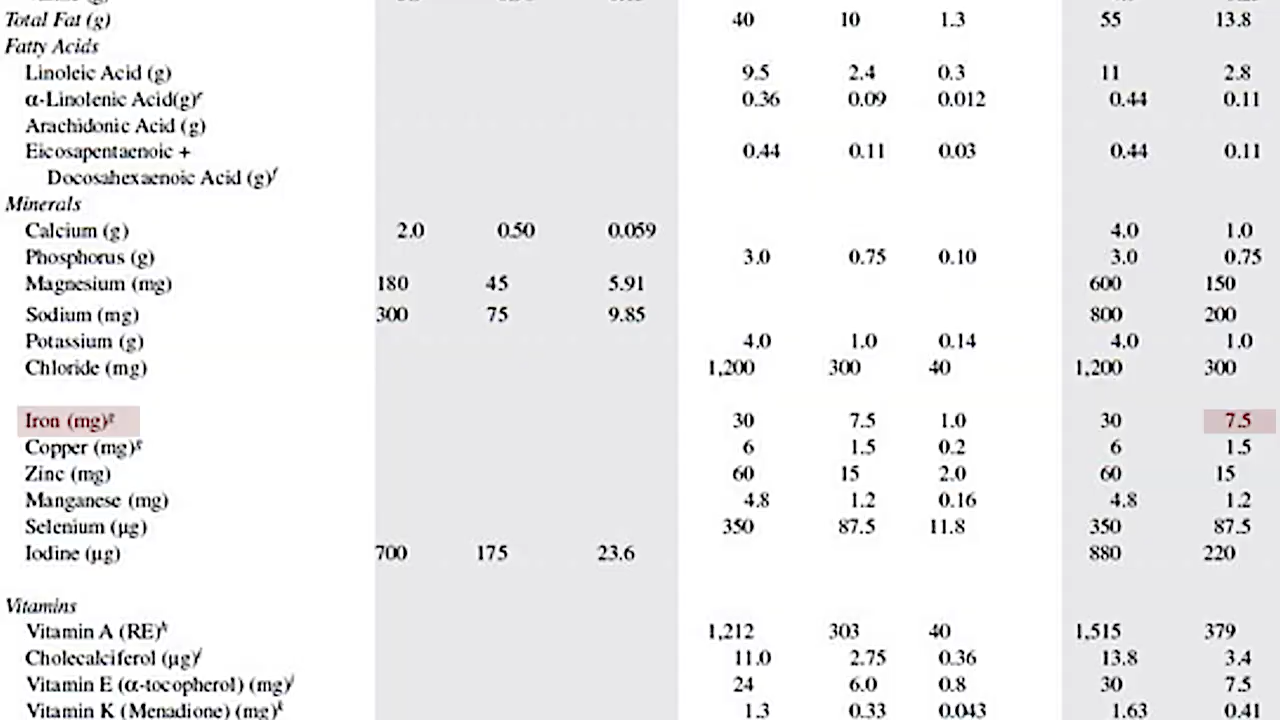 Total Fat (g) 40 10 1.3 55 13.8
Fatty Acids
Linoleic Acid (g) 9.5 2.4 0.3 11 2.8
α-Linolenic Acid(g)e 0.36 0.09 0.012 0.44 0.11
Arachidonic Acid (g)
Eicosapentaenoic + 0.44 0.11 0.03 0.44 0.11
Docosahexaenoic Acid (g)f
Minerals
Calcium (g) 2.0 0.50 0.059 4.0 1.0
Phosphorus (g) 3.0 0.75 0.10 3.0 0.75
Magnesium (mg) 180 45 5.91 600 150
Sodium (mg) 300 75 9.85 800 200
Potassium (g) 4.0 1.0 0.14 4.0 1.0
Chloride (mg) 1,200 300 40 1,200 300
Iron (mg)g 30 7.5 1.0 30 7.5
Copper (mg)g 6 1.5 0.2 6 1.5
Zinc (mg) 60 15 2.0 60 15
Manganese (mg) 4.8 1.2 0.16 4.8 1.2
Selenium (µg) 350 87.5 11.8 350 87.5
Iodine (µg) 700 175 23.6 880 220
Vitamins
Vitamin A (RE)h 1,212 303 40 1,515 379
Cholecalciferol (µg)i 11.0 2.75 0.36 13.8 3.4
Vitamin E (α-tocopherol) (mg)j 24 6.0 0.8 30 7.5
Vitamin K (Menadione) (mg)k 1.3 0.33 0.043 1.63 0.41